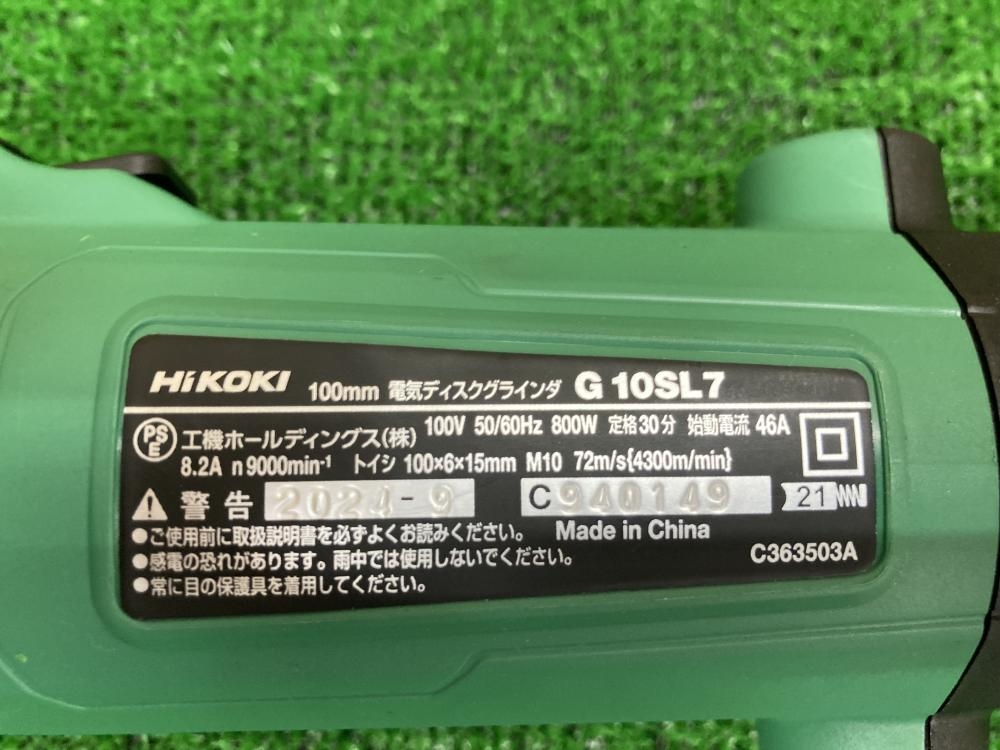 HiKOKI 100mm 電気ディスクグラインダ G 10SL7
PSE 工機ホールディングス(株) 100V 50/60Hz 800W 定格30分 始動電流 46A
8.2A n 9000min-¹ トイシ 100×6×15mm M10 72m/s{4300m/min}
警告 2024-9 C940149 21
●ご使用前に取扱説明書を必ずよくお読みください。 Made in China
●感電の恐れがあります。雨中では使用しないでください。 C363503A
●常に目の保護具を着用してください。